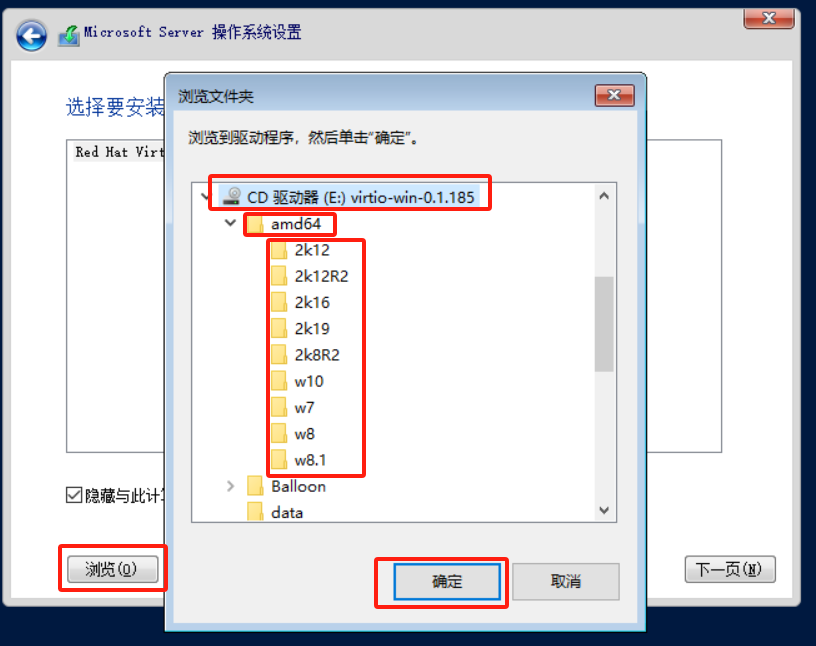 Microsoft Server 操作系统设置
选择要安装
Red Hat Virt
浏览文件夹
浏览到驱动程序，然后单击“确定”。
CD 驱动器 (E:) virtio-win-0.1.185
amd64
2k12
2k12R2
2k16
2k19
2k8R2
w10
w7
w8
w8.1
Balloon
data
隐藏与此计
浏览(O)
确定
取消
下一页(N)